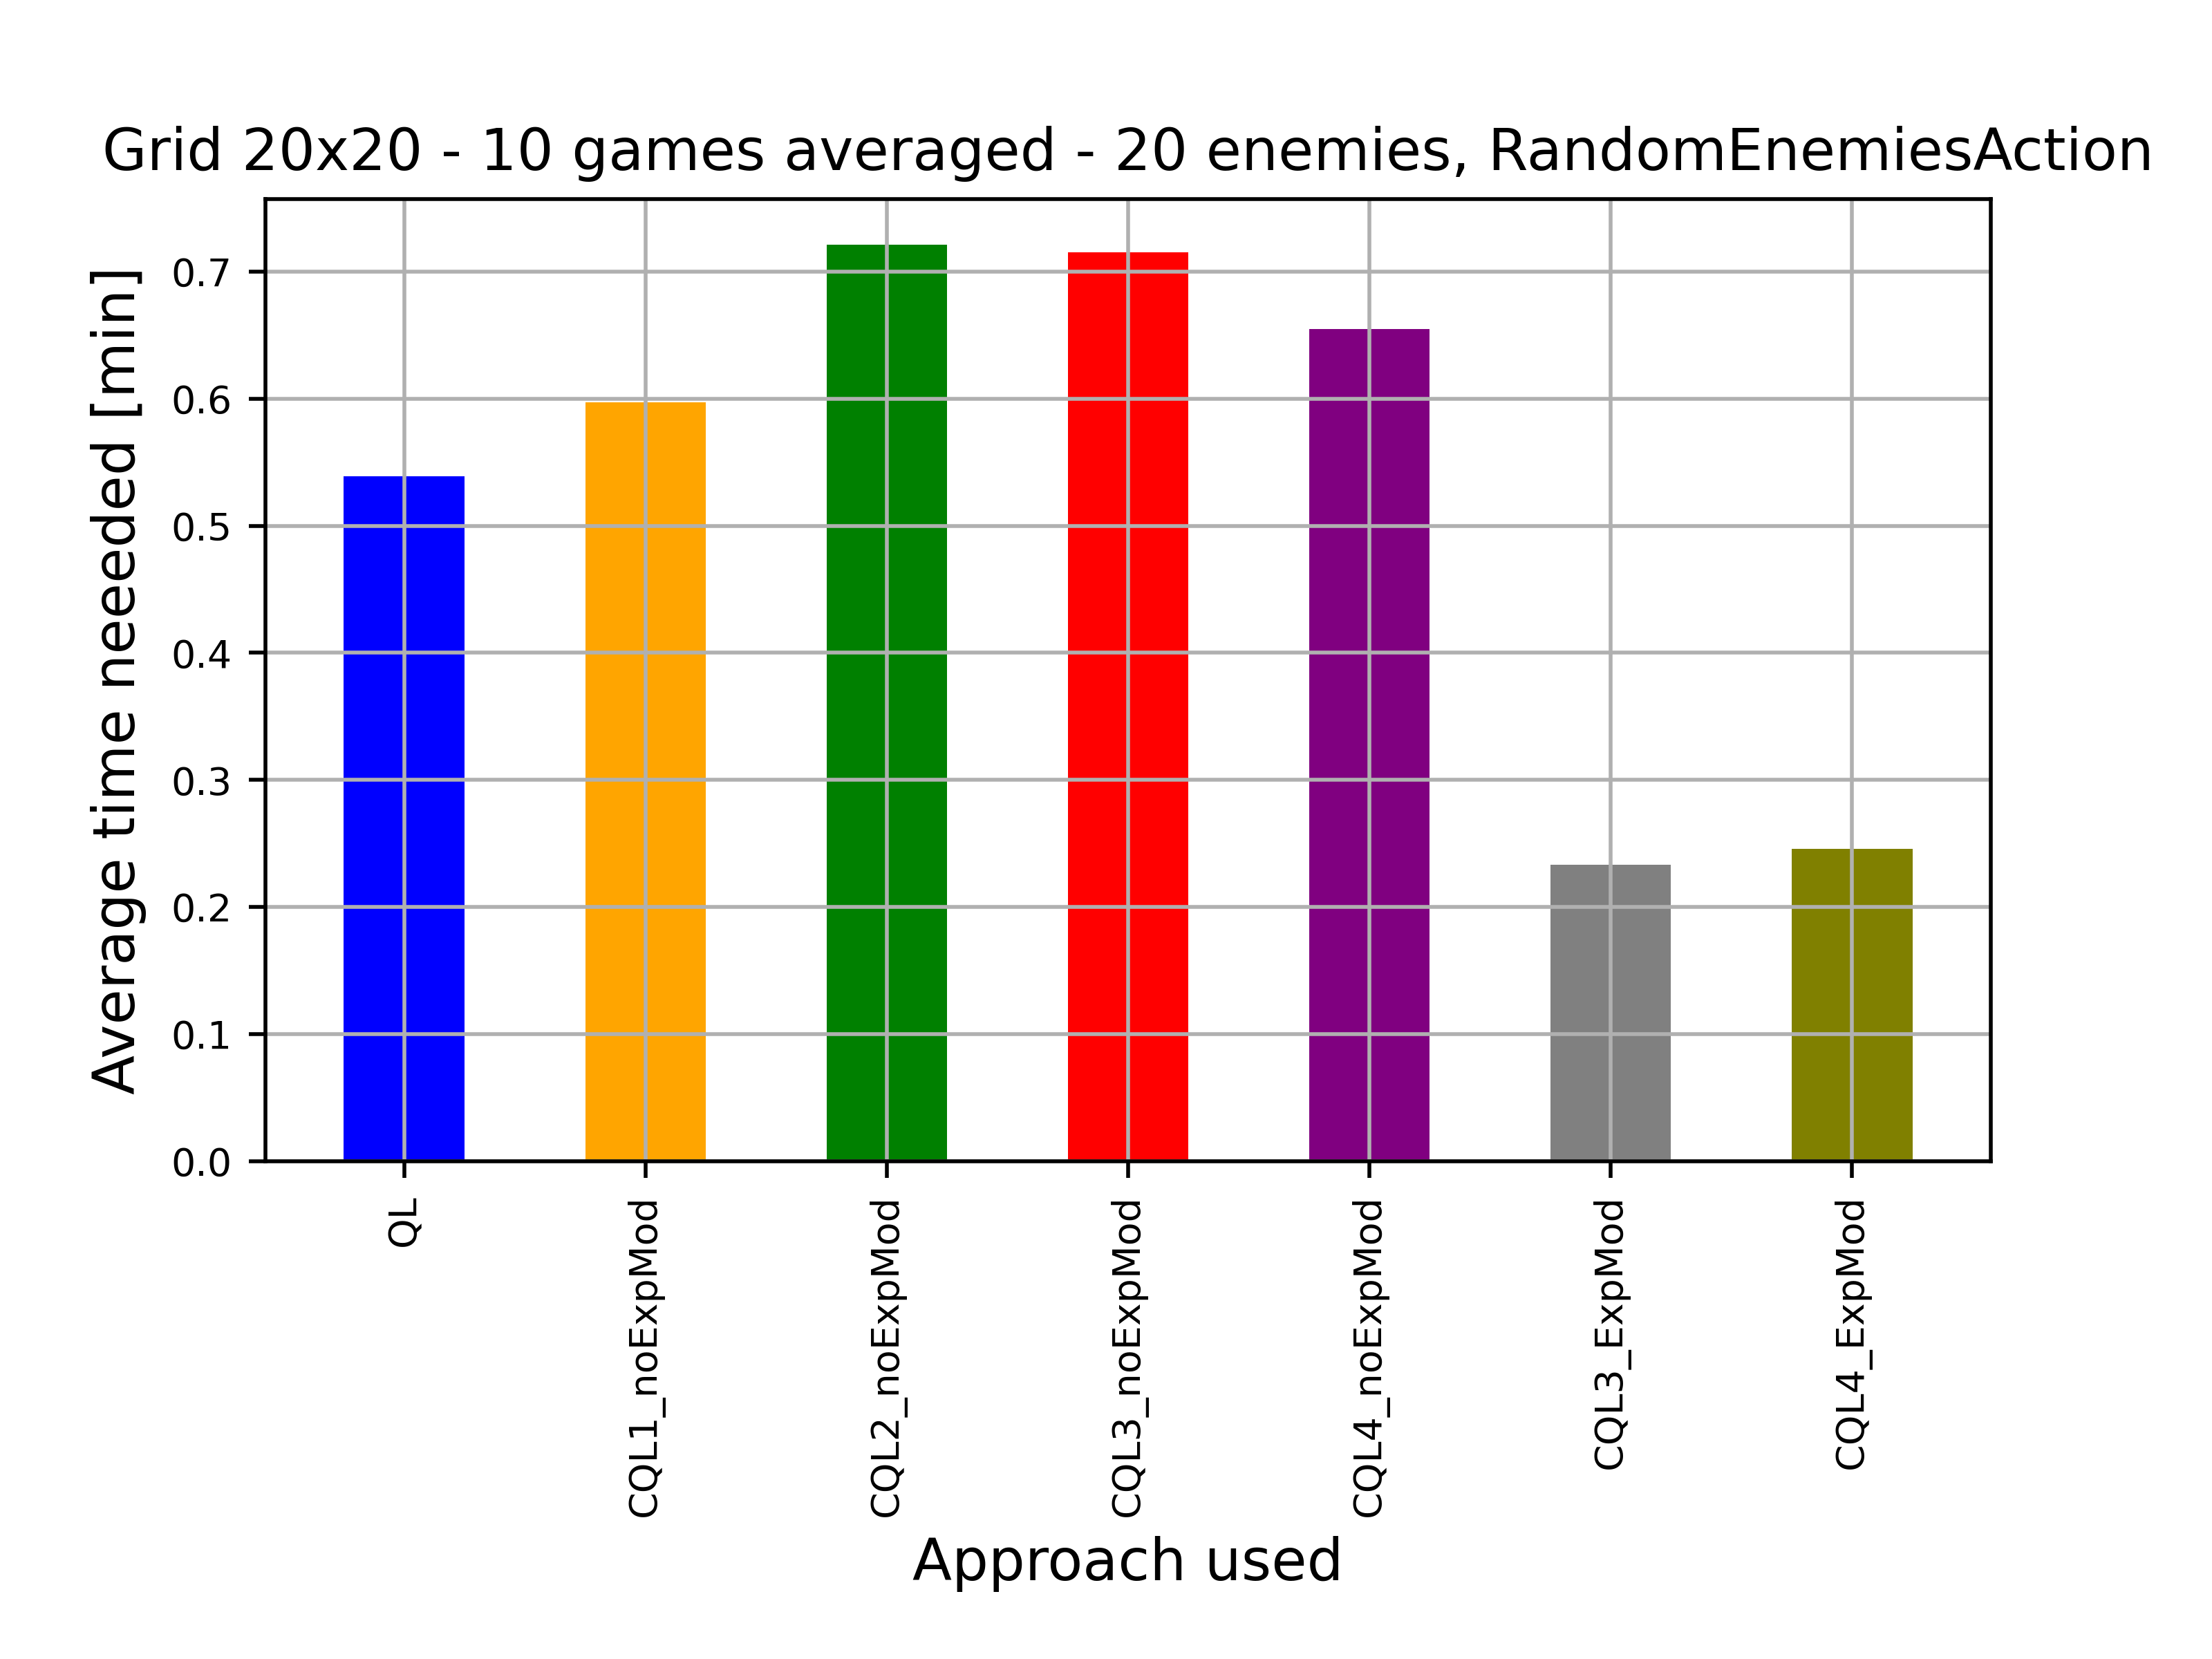 Grid 20x20 - 10 games averaged - 20 enemies, RandomEnemiesAction
Average time needed [min]
0.7
0.6
0.5
0.4
0.3
0.2
0.1
0.0
QL
CQL1_noExpMod
CQL2_noExpMod
CQL3_noExpMod
CQL4_noExpMod
CQL3_ExpMod
CQL4_ExpMod
Approach used